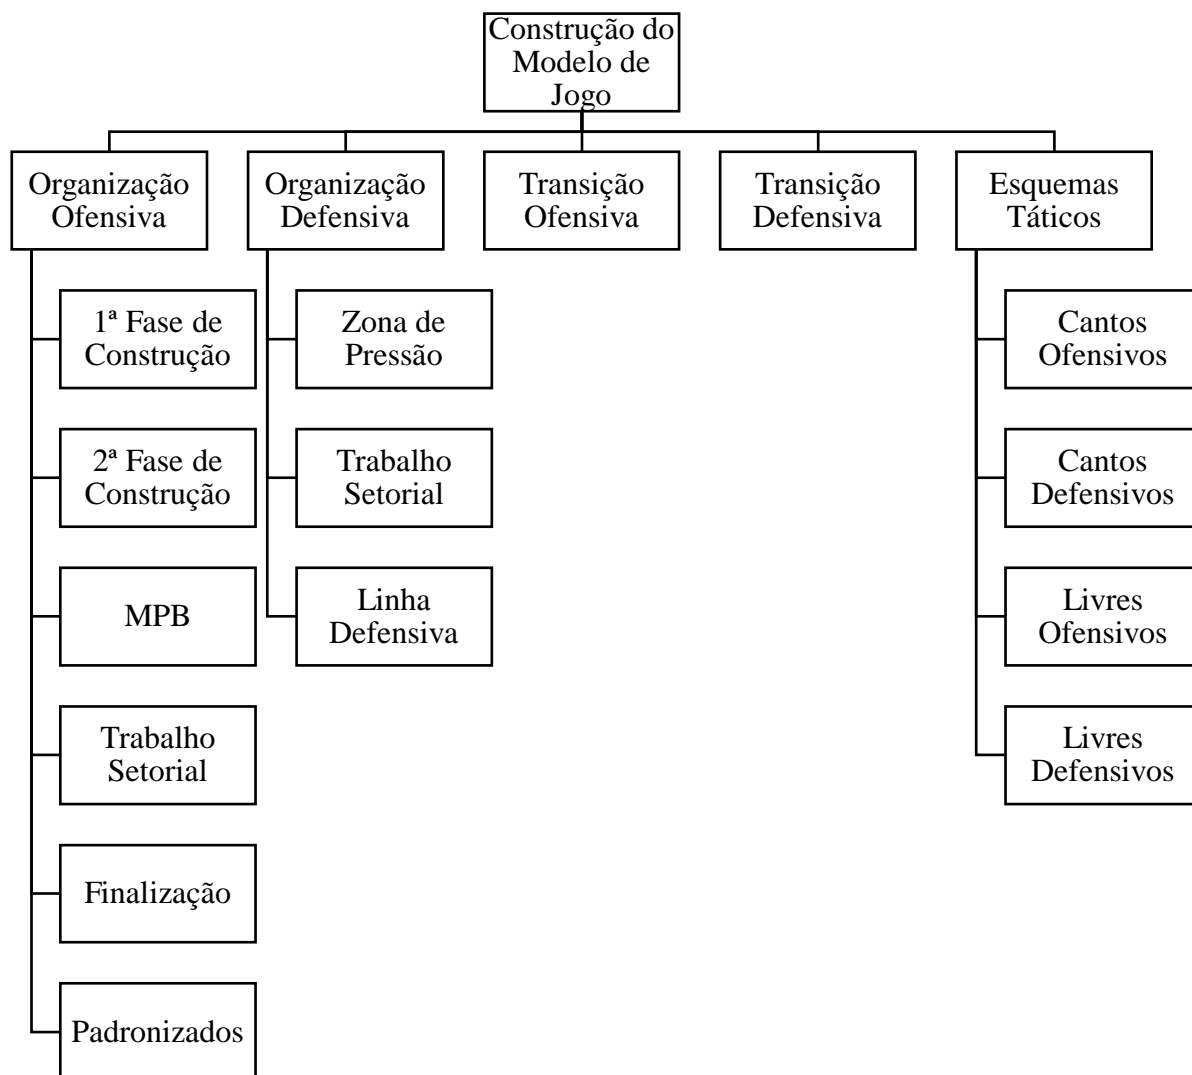 Construção do
Modelo de
Jogo
Organização
Ofensiva
Organização
Defensiva
Transição
Ofensiva
Transição
Defensiva
Esquemas
Táticos
1ª Fase de
Construção
2ª Fase de
Construção
MPB
Trabalho
Setorial
Finalização
Padronizados
Zona de
Pressão
Trabalho
Setorial
Linha
Defensiva
Cantos
Ofensivos
Cantos
Defensivos
Livres
Ofensivos
Livres
Defensivos